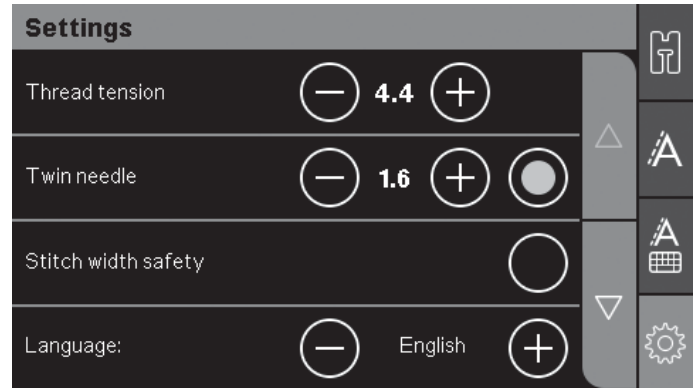 Settings
Thread tension 4.4
Twin needle 1.6
Stitch width safety
Language: English
A
A